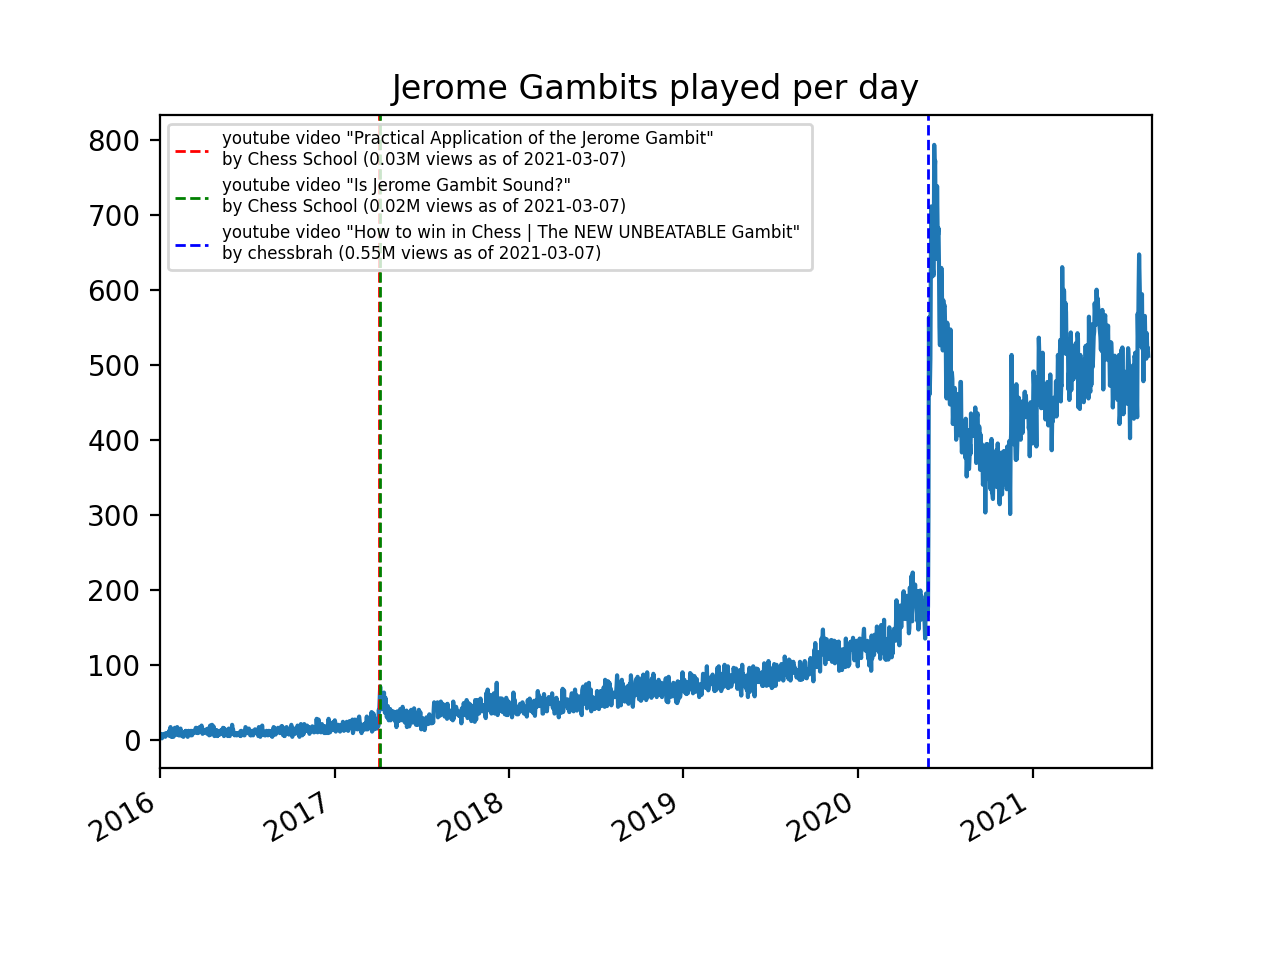 Jerome Gambits played per day
youtube video "Practical Application of the Jerome Gambit"
by Chess School (0.03M views as of 2021-03-07)
youtube video "Is Jerome Gambit Sound?"
by Chess School (0.02M views as of 2021-03-07)
youtube video "How to win in Chess | The NEW UNBEATABLE Gambit"
by chessbrah (0.55M views as of 2021-03-07)
800
700
600
500
400
300
200
100
0
2016
2017
2018
2019
2020
2021